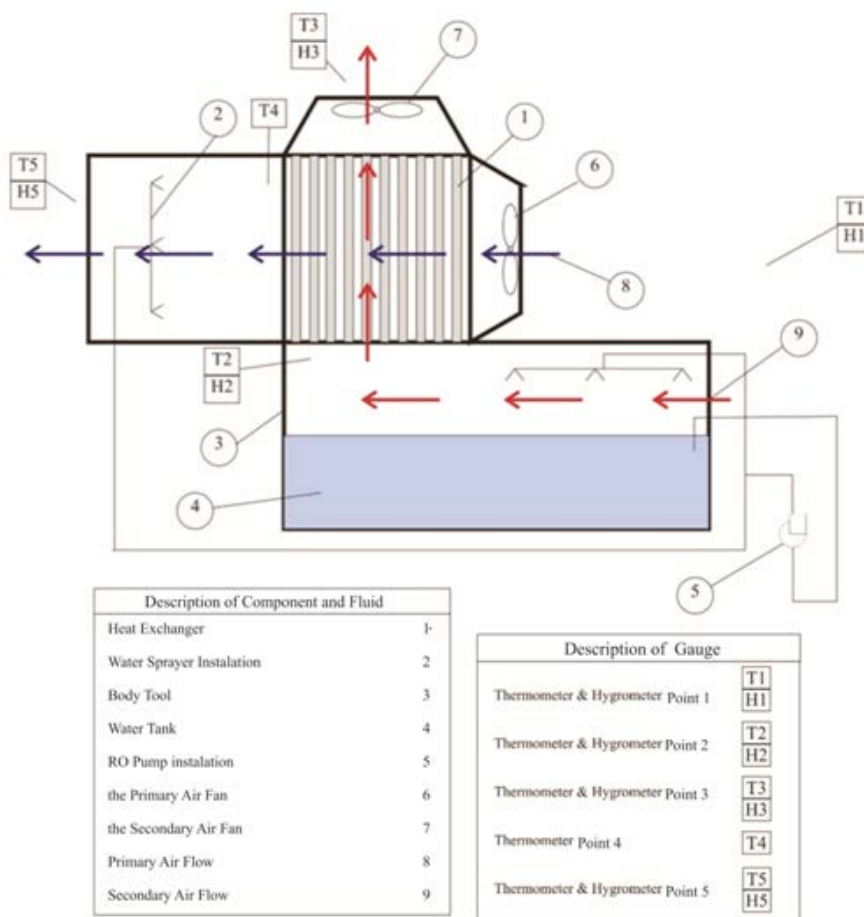 T3
H3
7
2
T4
1
T5
H5
6
T1
H1
8
T2
H2
9
3
4
5
Description of Component and Fluid
Heat Exchanger 1.
Water Sprayer Instalation 2
Body Tool 3
Water Tank 4
RO Pump instalation 5
the Primary Air Fan 6
the Secondary Air Fan 7
Primary Air Flow 8
Secondary Air Flow 9
Description of Gauge
Thermometer & Hygrometer Point 1 T1
H1
Thermometer & Hygrometer Point 2 T2
H2
Thermometer & Hygrometer Point 3 T3
H3
Thermometer Point 4 T4
Thermometer & Hygrometer Point 5 T5
H5